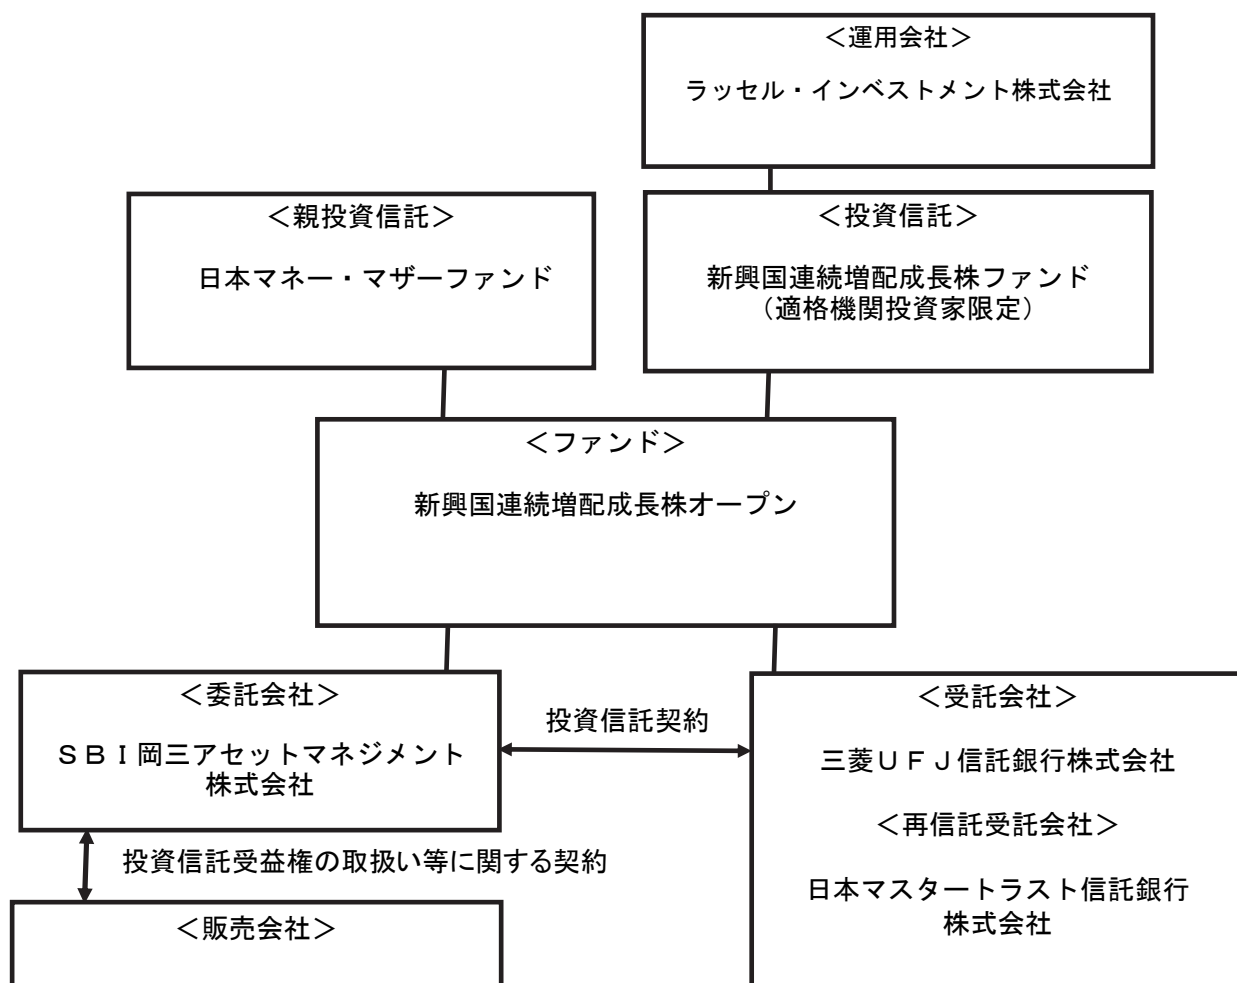 ＜運用会社＞
ラッセル・インベストメント株式会社
＜親投資信託＞
日本マネー・マザーファンド
＜投資信託＞
新興国連続増配成長株ファンド
（適格機関投資家限定）
＜ファンド＞
新興国連続増配成長株オープン
＜委託会社＞
ＳＢＩ岡三アセットマネジメント
株式会社
投資信託契約
＜受託会社＞
三菱ＵＦＪ信託銀行株式会社
＜再信託受託会社＞
日本マスタートラスト信託銀行
株式会社
投資信託受益権の取扱い等に関する契約
＜販売会社＞